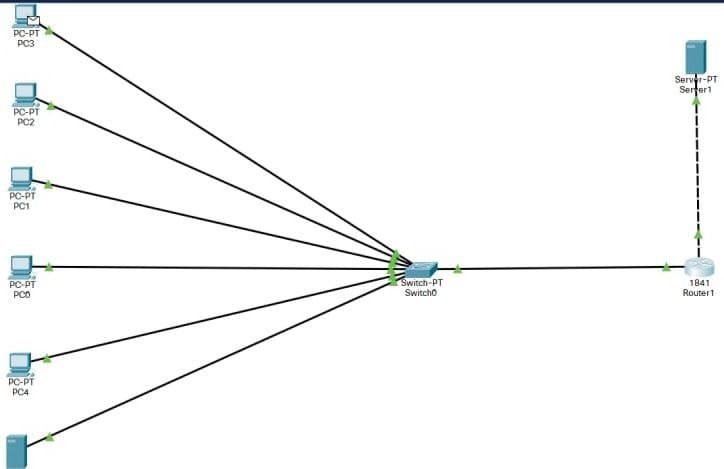 PC-PT
PC3
PC-PT
PC2
PC-PT
PC1
PC-PT
PC0
PC-PT
PC4
Switch-PT
Switch0
Server-PT
Server1
1841
Router1